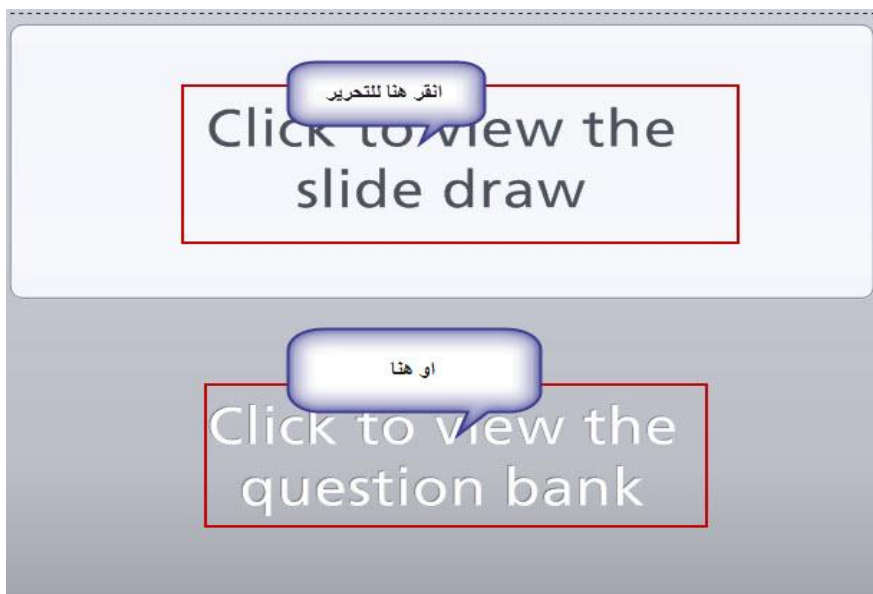 انقر هنا للتحرير
Click to view the
slide draw
او هنا
Click to view the
question bank